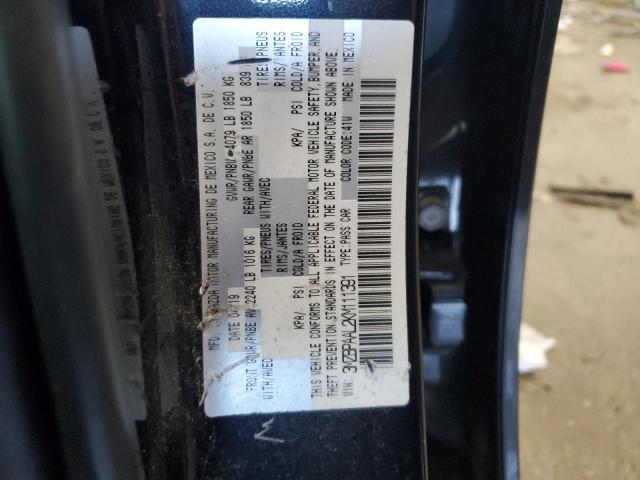 MFD. MAZDA MOTOR MANUFACTURING DE MEXICO S.A. DE C.V.
DATE 119 GVWR/PNBV 4079 LB 1850 KG
FRONT GAWR/PNBE AV 2240 LB 1016 KG REAR GAWR/PNBE AR 1850 LB 839
WITH/AVEC TIRES/PNEUS WITH/AVEC TIRES/PNEUS
RIMS/JANTES RIMS/JANTES
KPA/ PSI COLD/A FROID KPA/ PSI COLD/A FROID
THIS VEHICLE CONFORMS TO ALL APPLICABLE FEDERAL MOTOR VEHICLE SAFETY, BUMPER, AND
THEFT PREVENTION STANDARDS IN EFFECT ON THE DATE OF MANUFACTURE SHOWN ABOVE.
VIN: 3MZBPAAL2KM111391 TYPE:PASS CAR COLOR CODE:41W MADE IN MEXICO